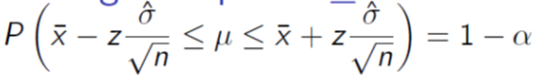 P ( x̄ − z σ̂/√n ≤ μ ≤ x̄ + z σ̂/√n ) = 1 − α